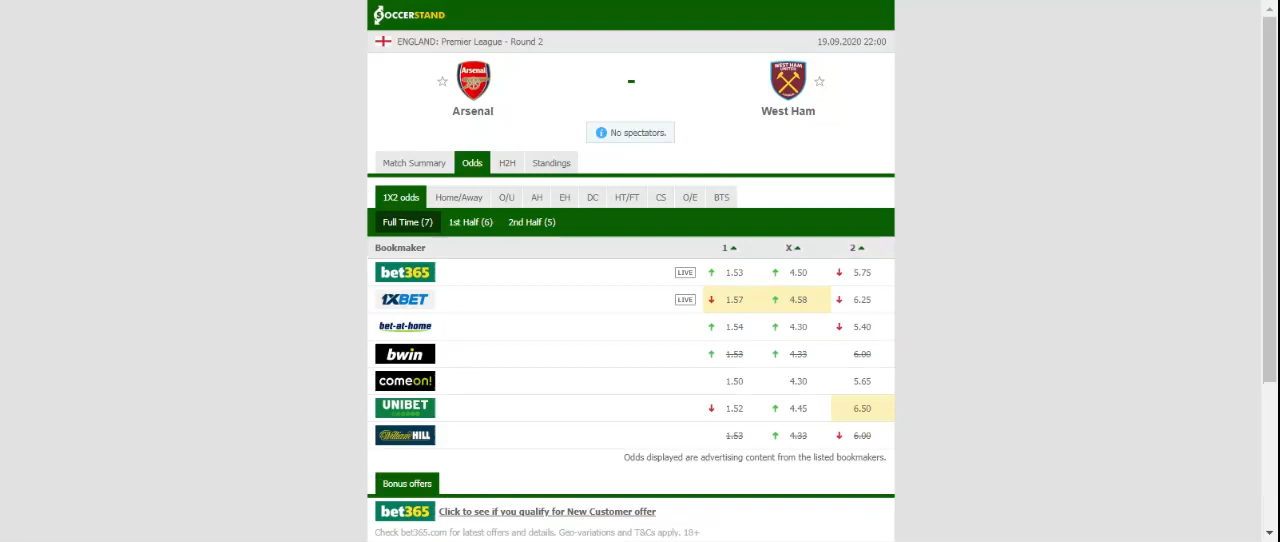 SOCCERSTAND
ENGLAND: Premier League - Round 2 19.09.2020 22:00
Arsenal WEST HAM UNITED
-
Arsenal West Ham
No spectators.
Match Summary Odds H2H Standings
1X2 odds Home/Away O/U AH EH DC HT/FT CS O/E BTS
Full Time (7) 1st Half (6) 2nd Half (5)
Bookmaker 1 X 2
bet365 LIVE 1.53 4.50 5.75
1XBET LIVE 1.57 4.58 6.25
bet-at-home 1.54 4.30 5.40
bwin 1.53 4.33 6.00
comeon! 1.50 4.30 5.65
UNIBET 1.52 4.45 6.50
William HILL 1.53 4.33 6.00
Odds displayed are advertising content from the listed bookmakers.
Bonus offers
bet365 Click to see if you qualify for New Customer offer
Check bet365.com for latest offers and details. Geo-variations and T&Cs apply. 18+